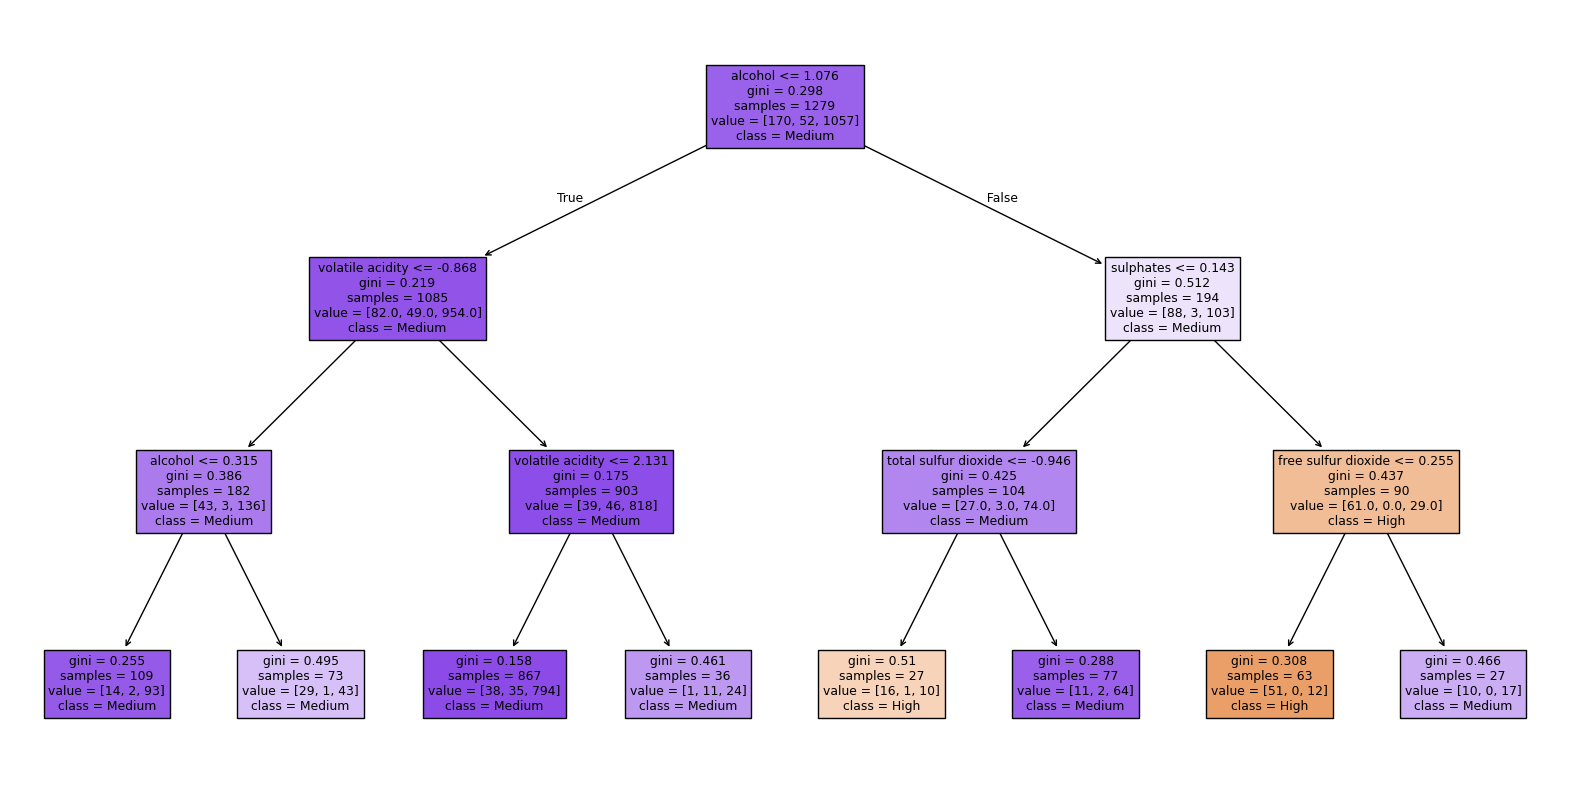 alcohol <= 1.076
gini = 0.298
samples = 1279
value = [170, 52, 1057]
class = Medium
True
False
volatile acidity <= -0.868
gini = 0.219
samples = 1085
value = [82.0, 49.0, 954.0]
class = Medium
sulphates <= 0.143
gini = 0.512
samples = 194
value = [88, 3, 103]
class = Medium
alcohol <= 0.315
gini = 0.386
samples = 182
value = [43, 3, 136]
class = Medium
volatile acidity <= 2.131
gini = 0.175
samples = 903
value = [39, 46, 818]
class = Medium
total sulfur dioxide <= -0.946
gini = 0.425
samples = 104
value = [27.0, 3.0, 74.0]
class = Medium
free sulfur dioxide <= 0.255
gini = 0.437
samples = 90
value = [61.0, 0.0, 29.0]
class = High
gini = 0.255
samples = 109
value = [14, 2, 93]
class = Medium
gini = 0.495
samples = 73
value = [29, 1, 43]
class = Medium
gini = 0.158
samples = 867
value = [38, 35, 794]
class = Medium
gini = 0.461
samples = 36
value = [1, 11, 24]
class = Medium
gini = 0.51
samples = 27
value = [16, 1, 10]
class = High
gini = 0.288
samples = 77
value = [11, 2, 64]
class = Medium
gini = 0.308
samples = 63
value = [51, 0, 12]
class = High
gini = 0.466
samples = 27
value = [10, 0, 17]
class = Medium